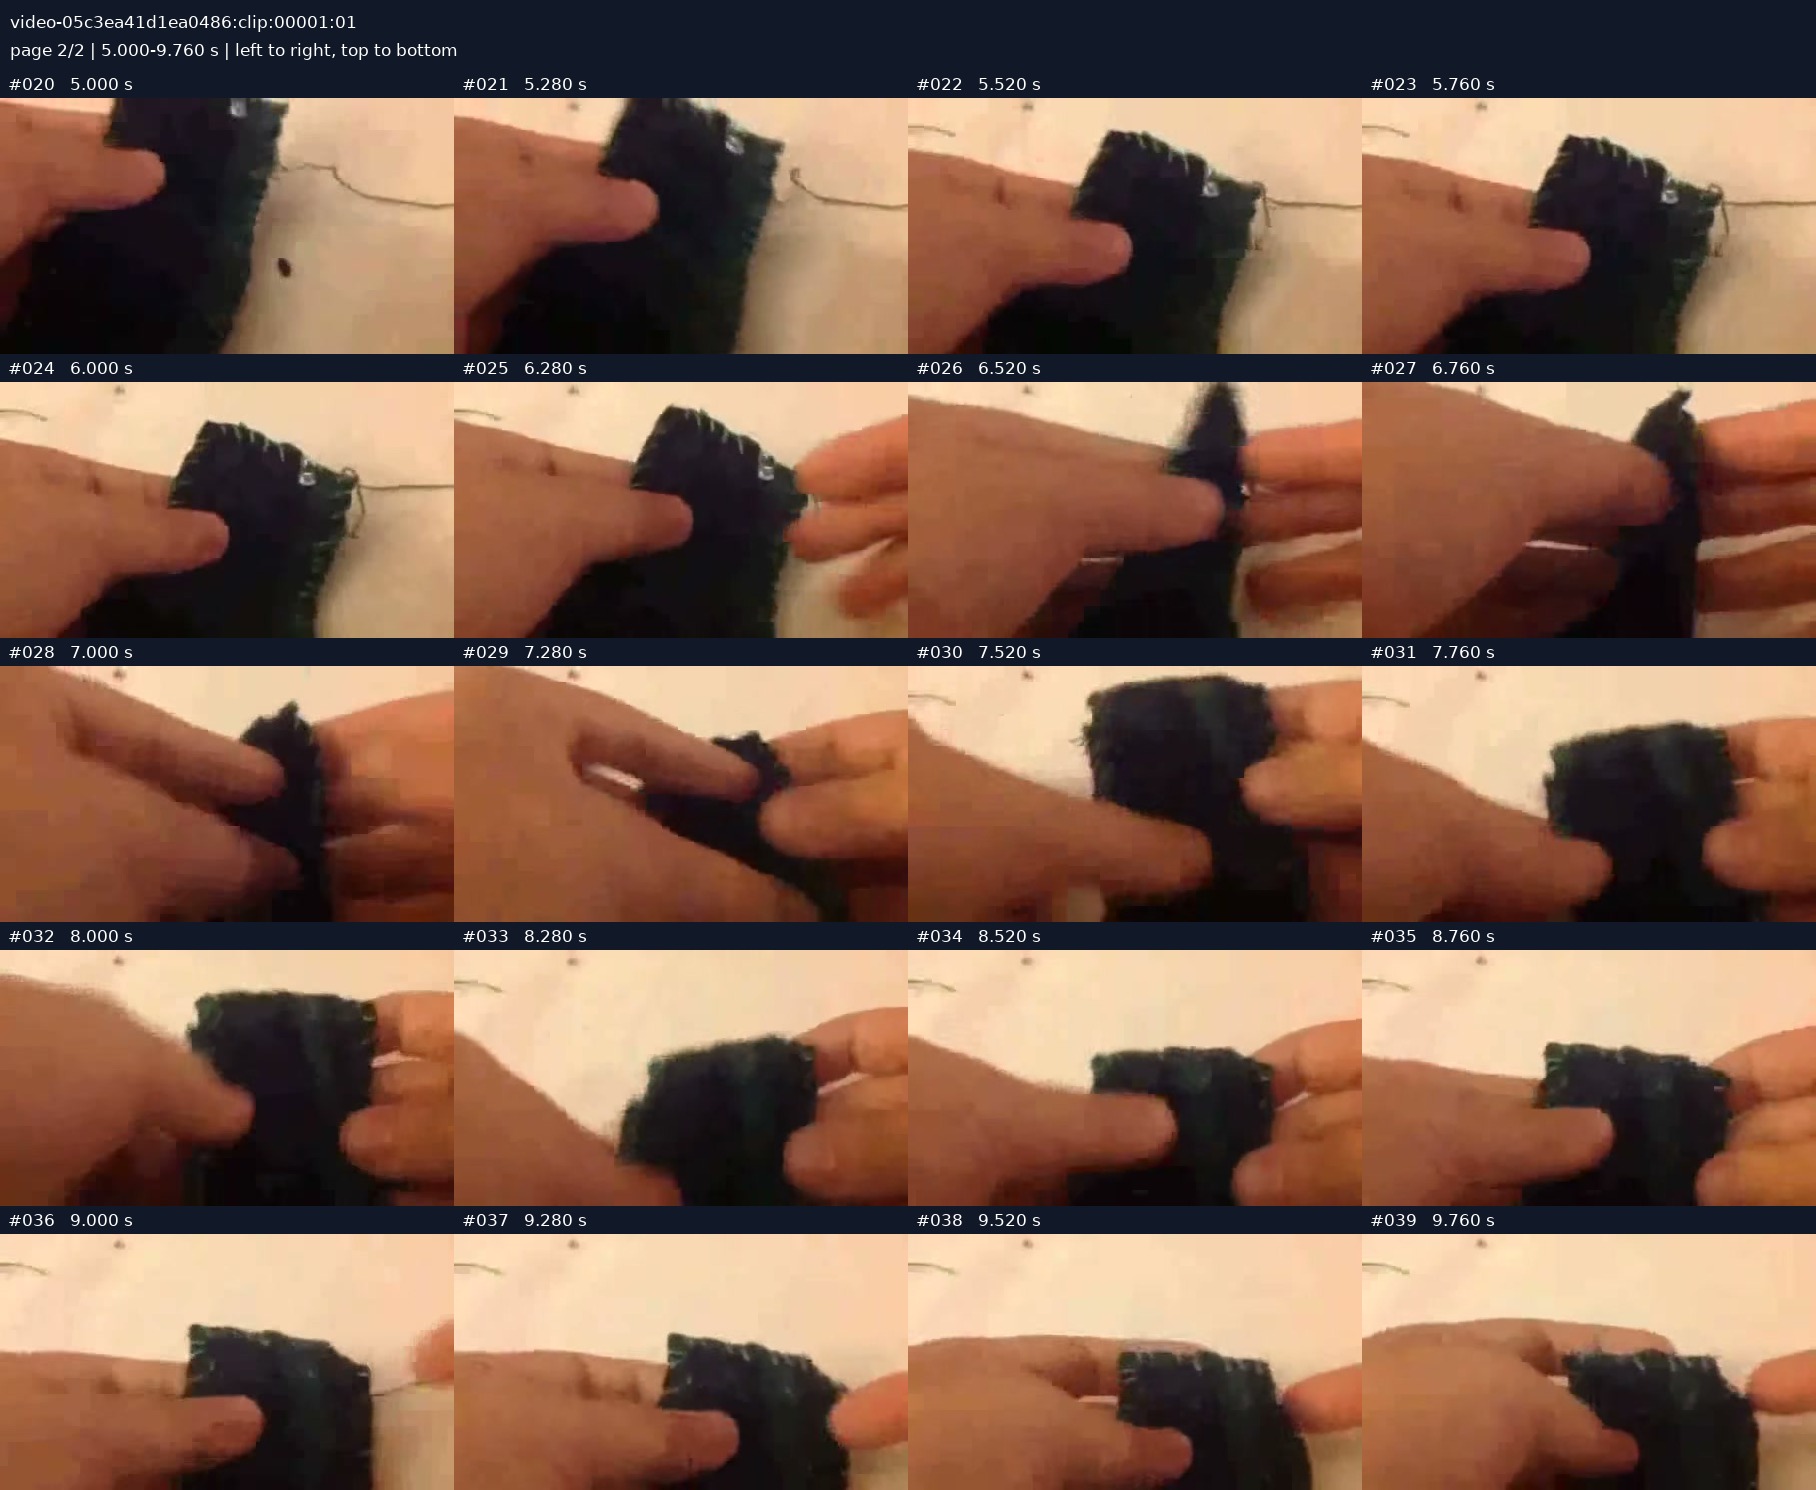 video-05c3ea41d1ea0486:clip:00001:01
page 2/2 | 5.000-9.760 s | left to right, top to bottom
#020 5.000 s
#021 5.280 s
#022 5.520 s
#023 5.760 s
#024 6.000 s
#025 6.280 s
#026 6.520 s
#027 6.760 s
#028 7.000 s
#029 7.280 s
#030 7.520 s
#031 7.760 s
#032 8.000 s
#033 8.280 s
#034 8.520 s
#035 8.760 s
#036 9.000 s
#037 9.280 s
#038 9.520 s
#039 9.760 s